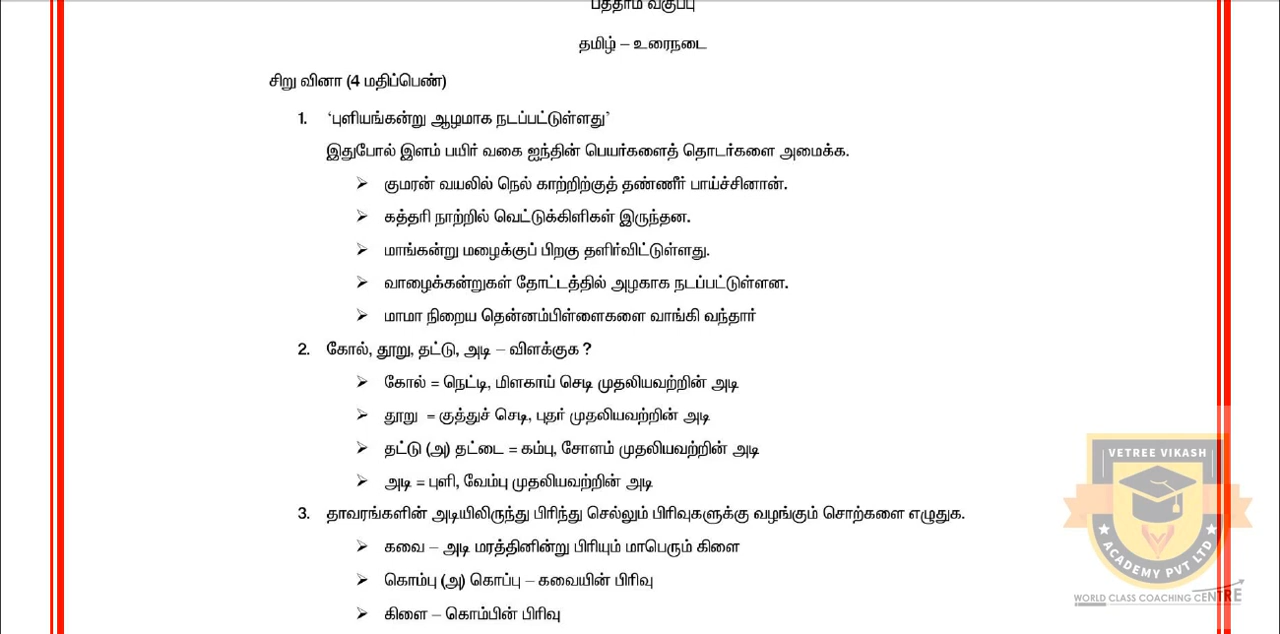 பத்தாம் வகுப்பு
தமிழ் – உரைநடை
சிறு வினா (4 மதிப்பெண்)
1. ‘புளியங்கன்று ஆழமாக நடப்பட்டுள்ளது’
இதுபோல் இளம் பயிர் வகை ஐந்தின் பெயர்களைத் தொடர்களை அமைக்க.
➢ குமரன் வயலில் நெல் காற்றிற்குத் தண்ணீர் பாய்ச்சினான்.
➢ கத்தரி நாற்றில் வெட்டுக்கிளிகள் இருந்தன.
➢ மாங்கன்று மழைக்குப் பிறகு தளிர்விட்டுள்ளது.
➢ வாழைக்கன்றுகள் தோட்டத்தில் அழகாக நடப்பட்டுள்ளன.
➢ மாமா நிறைய தென்னம்பிள்ளைகளை வாங்கி வந்தார்
2. கோல், தூறு, தட்டு, அடி – விளக்குக ?
➢ கோல் = நெட்டி, மிளகாய் செடி முதலியவற்றின் அடி
➢ தூறு = குத்துச் செடி, புதர் முதலியவற்றின் அடி
➢ தட்டு (அ) தட்டை = கம்பு, சோளம் முதலியவற்றின் அடி
➢ அடி = புளி, வேம்பு முதலியவற்றின் அடி
3. தாவரங்களின் அடியிலிருந்து பிரிந்து செல்லும் பிரிவுகளுக்கு வழங்கும் சொற்களை எழுதுக.
➢ கவை – அடி மரத்தினின்று பிரியும் மாபெரும் கிளை
➢ கொம்பு (அ) கொப்பு – கவையின் பிரிவு
➢ கிளை – கொம்பின் பிரிவு
VETREE VIKASH
ACADEMY PVT LTD
WORLD CLASS COACHING CENTRE